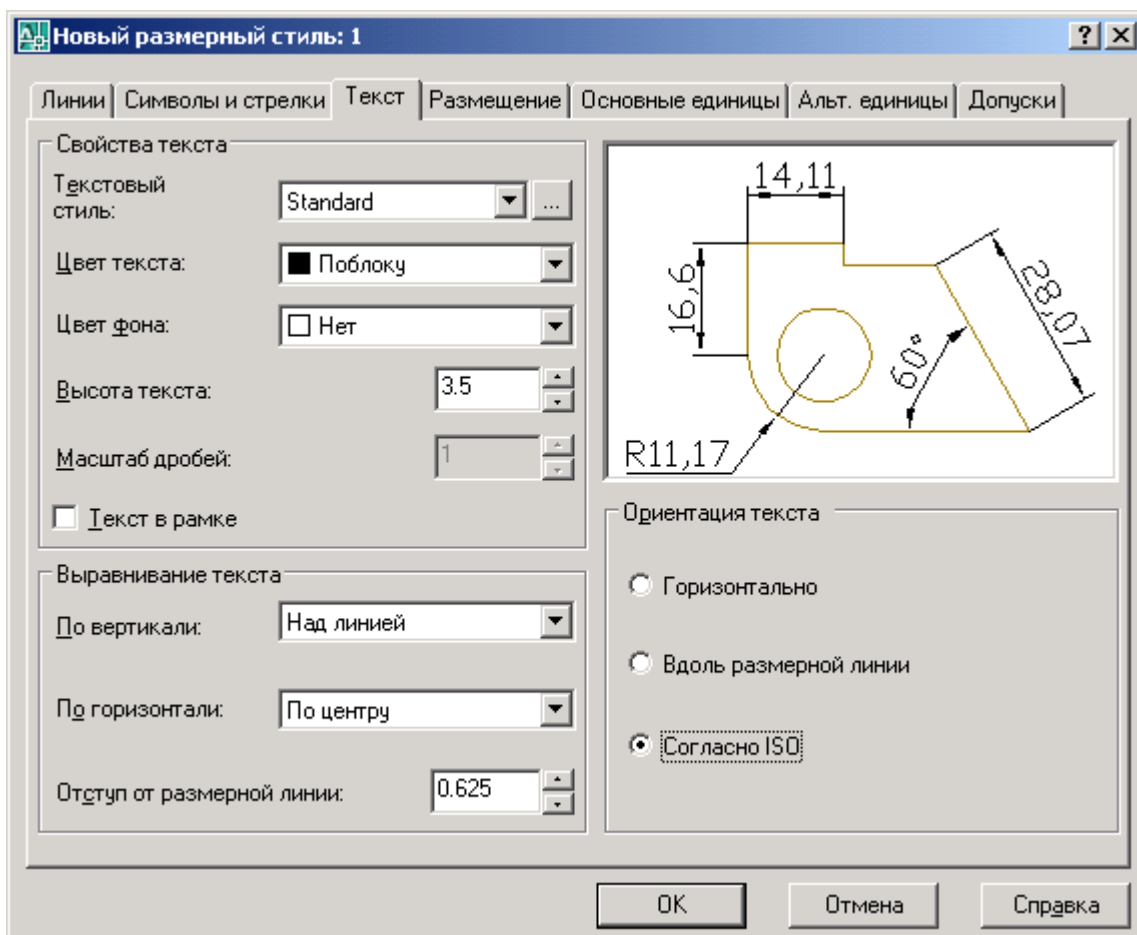 Новый размерный стиль: 1
Линии Символы и стрелки Текст Размещение Основные единицы Альт. единицы Допуски
Свойства текста
Текстовый
стиль:
Standard ...
Цвет текста: Поблоку
Цвет фона: Нет
Высота текста: 3.5
Масштаб дробей: 1
Текст в рамке
14,11
16,6
28,07
60°
R11,17
Выравнивание текста
По вертикали: Над линией
По горизонтали: По центру
Отступ от размерной линии: 0.625
Ориентация текста
Горизонтально
Вдоль размерной линии
Согласно ISO
OK Отмена Справка